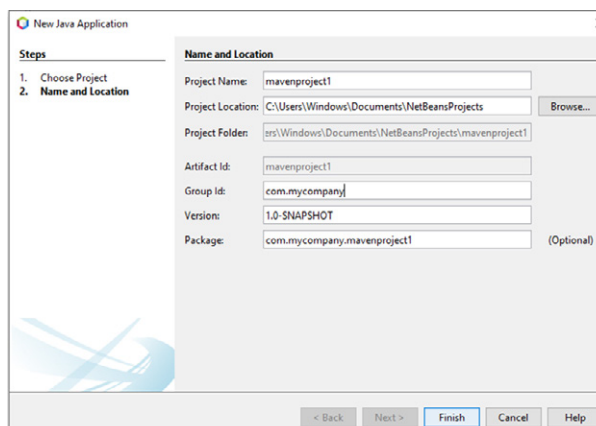 New Java Application
Steps
1. Choose Project
2. Name and Location
Name and Location
Project Name: mavenproject1
Project Location: C:\Users\Windows\Documents\NetBeansProjects Browse...
Project Folder: ers\Windows\Documents\NetBeansProjects\mavenproject1
Artifact Id: mavenproject1
Group Id: com.mycompany
Version: 1.0-SNAPSHOT
Package: com.mycompany.mavenproject1 (Optional)
< Back Next > Finish Cancel Help